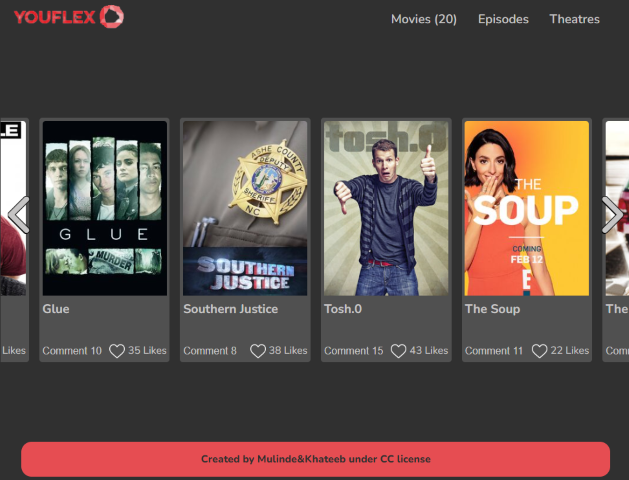 YOUFLEX
Movies (20) Episodes Theatres
LE
GLUE
MURDER
Glue
Comment 10 35 Likes
ASHE COUNTY
DEPUTY
SHERIFF
NC
SOUTHERN
JUSTICE
Southern Justice
Comment 8 38 Likes
tosh.0
Tosh.0
Comment 15 43 Likes
THE
SOUP
COMING
FEB 12
E
The Soup
Comment 11 22 Likes
Likes
The
Com
Created by Mulinde&Khateeb under CC license